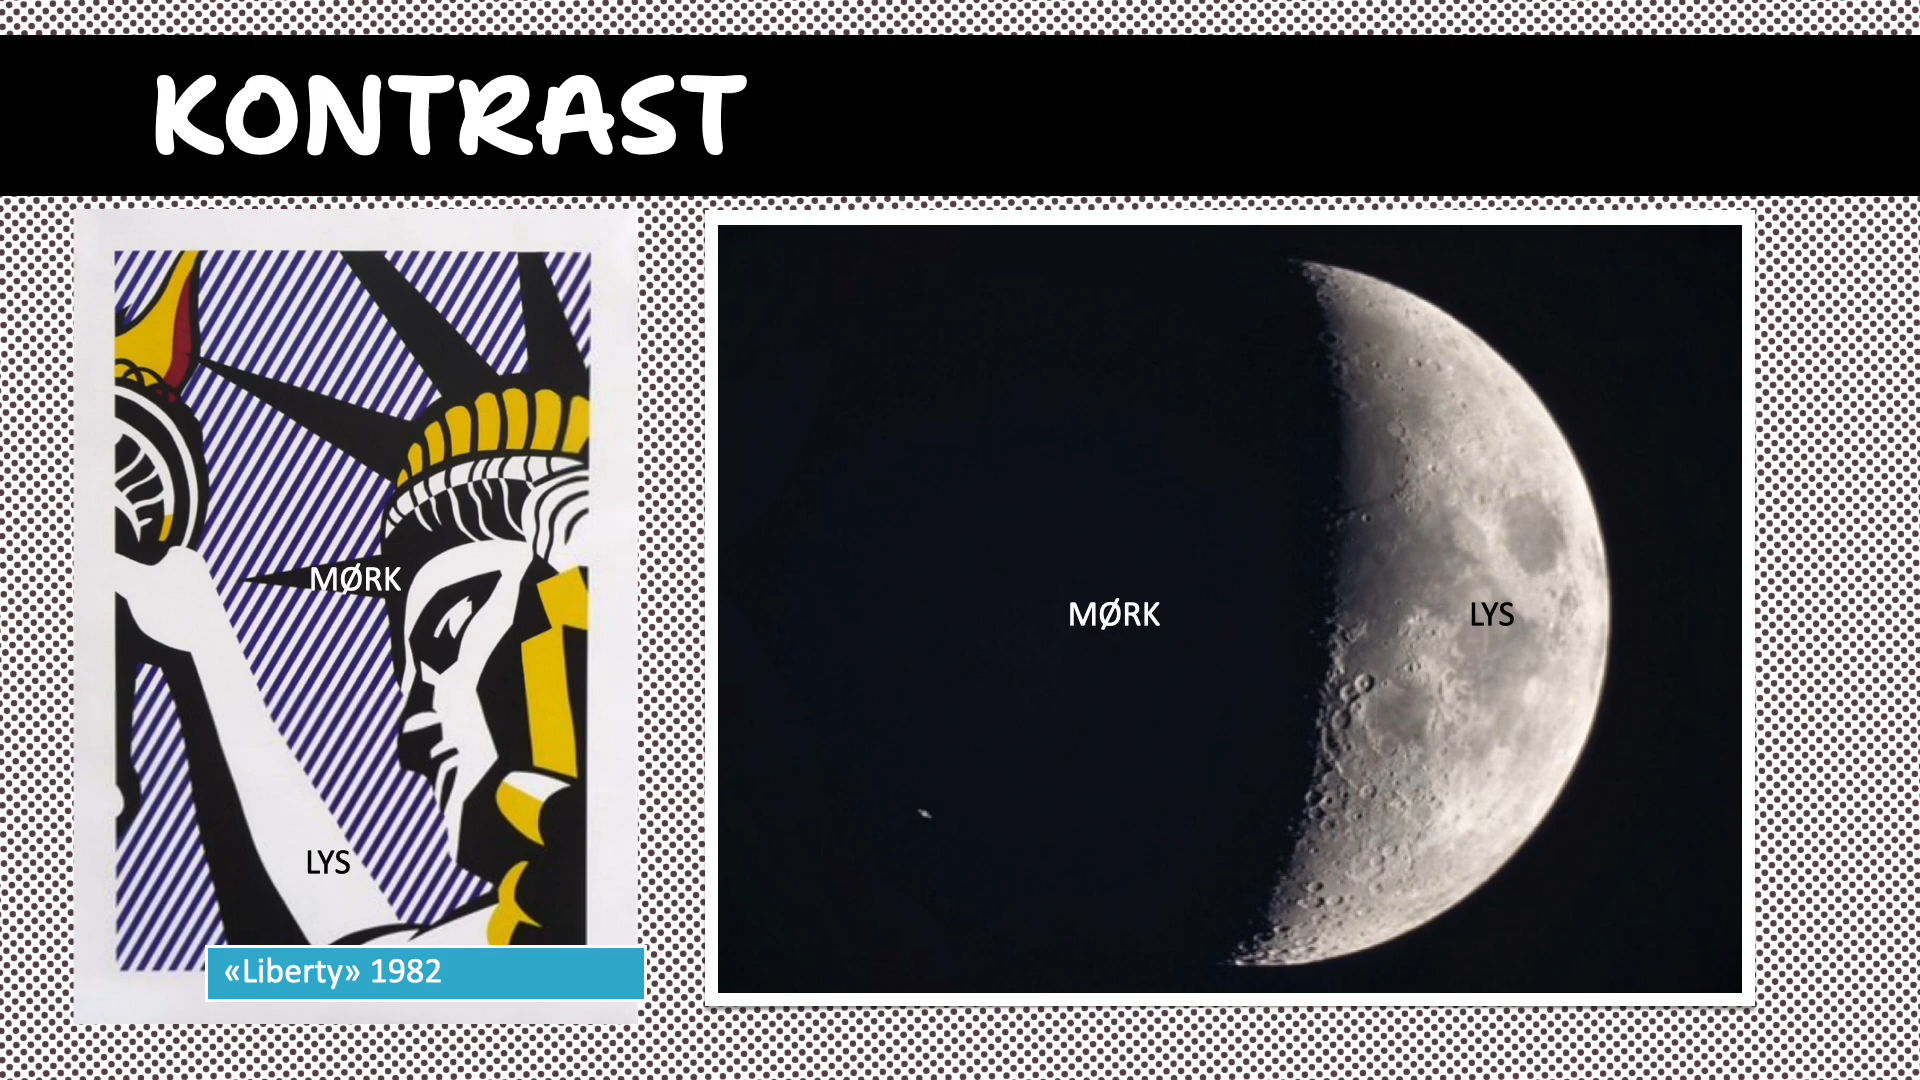 KONTRAST
MØRK
LYS
«Liberty» 1982
MØRK
LYS